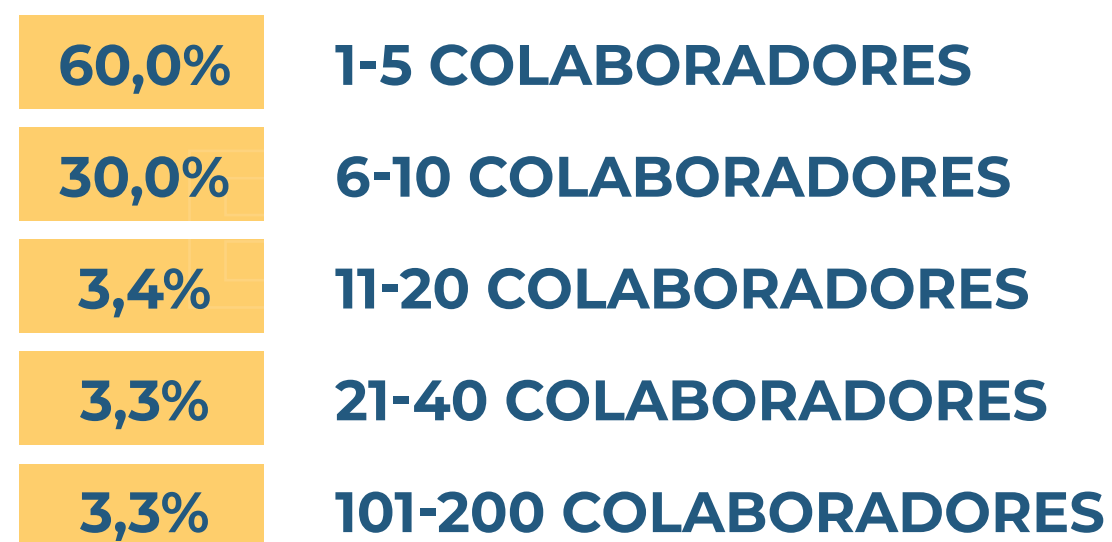 60,0% 1-5 COLABORADORES
30,0% 6-10 COLABORADORES
3,4% 11-20 COLABORADORES
3,3% 21-40 COLABORADORES
3,3% 101-200 COLABORADORES